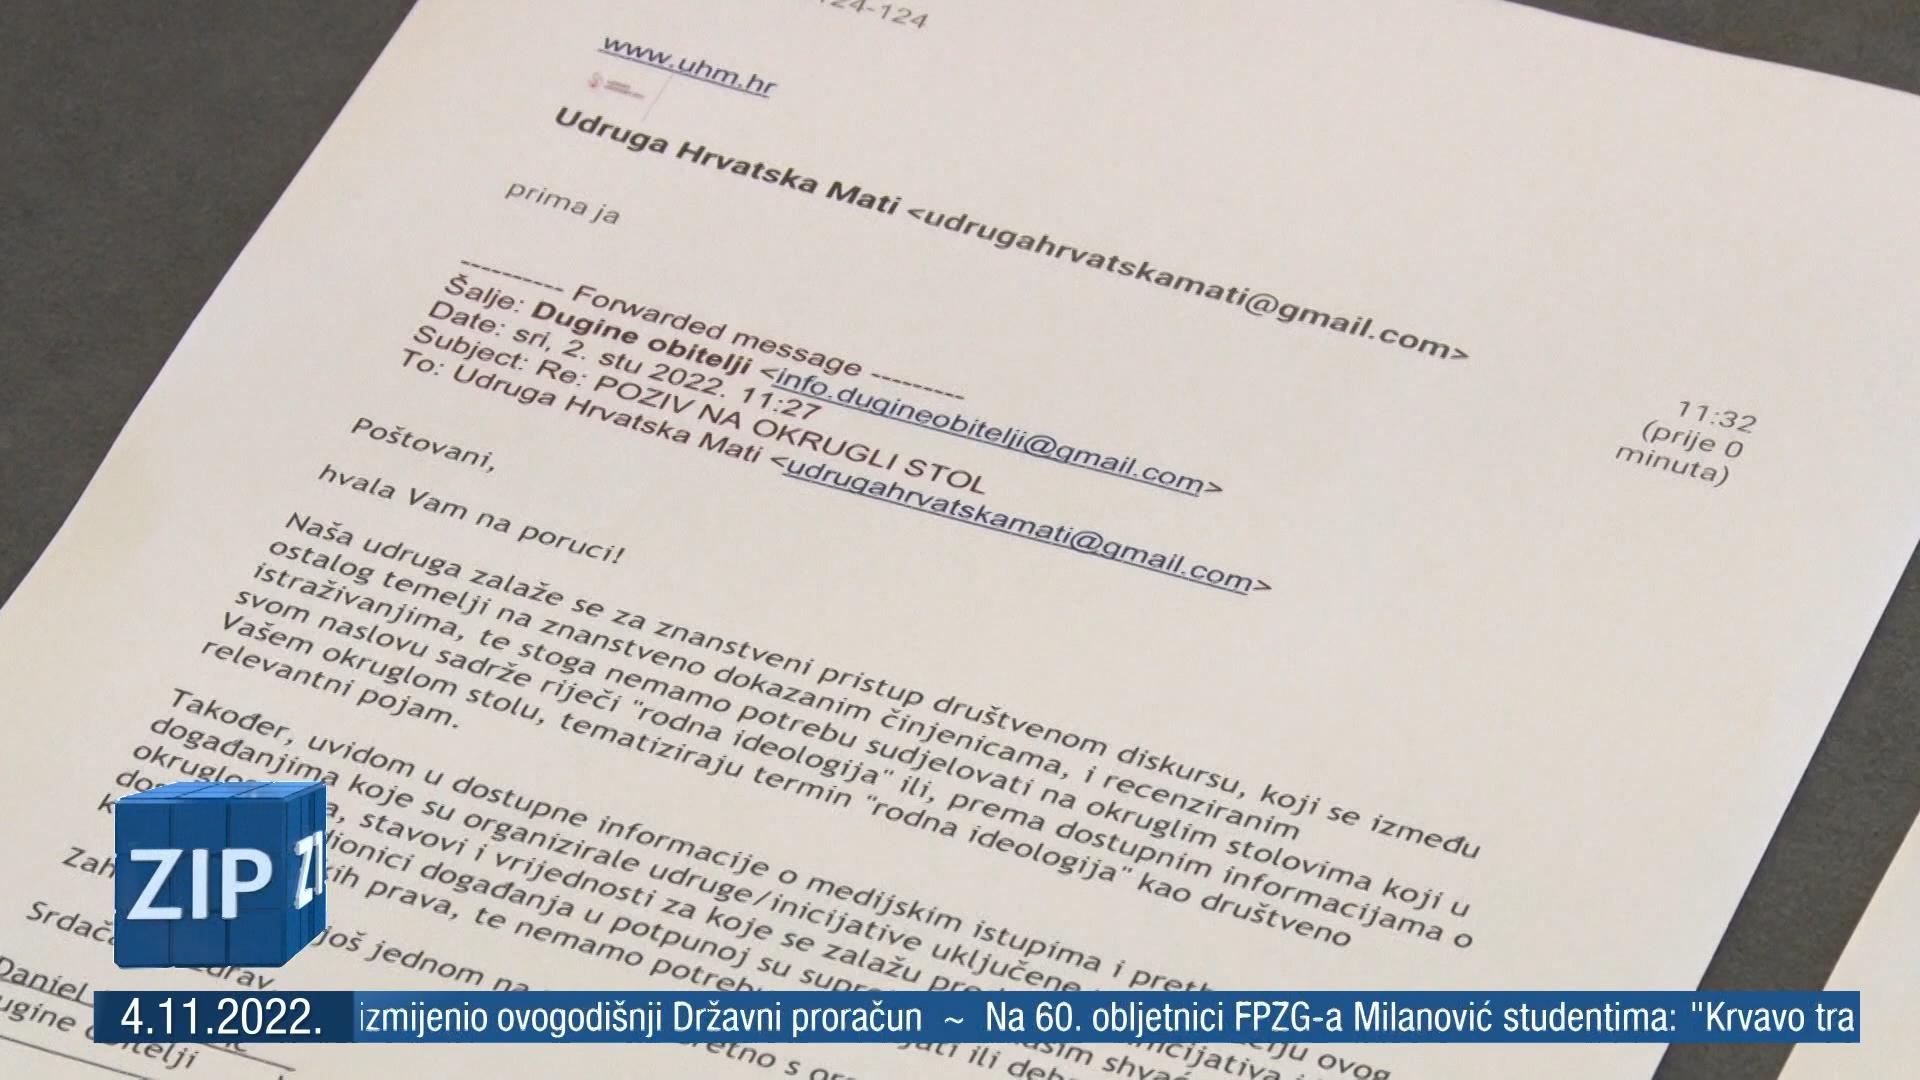 24-124
www.uhm.hr
Udruga Hrvatska Mati <udrugahrvatskamati@gmail.com>
prima ja
11:32
(prije 0
minuta)
---------- Forwarded message ---------
Šalje: Dugine obitelji <info.dugineobitelji@gmail.com>
Date: sri, 2. stu 2022. 11:27
Subject: Re: POZIV NA OKRUGLI STOL
To: Udruga Hrvatska Mati <udrugahrvatskamati@gmail.com>
Poštovani,
hvala Vam na poruci!
Naša udruga zalaže se za znanstveni pristup društvenom diskursu, koji se između
ostalog temelji na znanstveno dokazanim činjenicama, i recenziranim
istraživanjima, te stoga nemamo potrebu sudjelovati na okruglim stolovima koji u
svom naslovu sadrže riječi "rodna ideologija" ili, prema dostupnim informacijama o
Vašem okruglom stolu, tematiziraju termin "rodna ideologija" kao društveno
relevantni pojam.
Također, uvidom u dostupne informacije o medijskim istupima i
događanjima koje su organizirale udruge/inicijative uključene
stavovi i vrijednosti za koje se zalažu
događanja u potpunoj su
prava, te nemamo
još jednom na
Daniel
ZIP
4.11.2022.
izmijenio ovogodišnji Državni proračun ~ Na 60. obljetnici FPZG-a Milanović studentima: "Krvavo tra